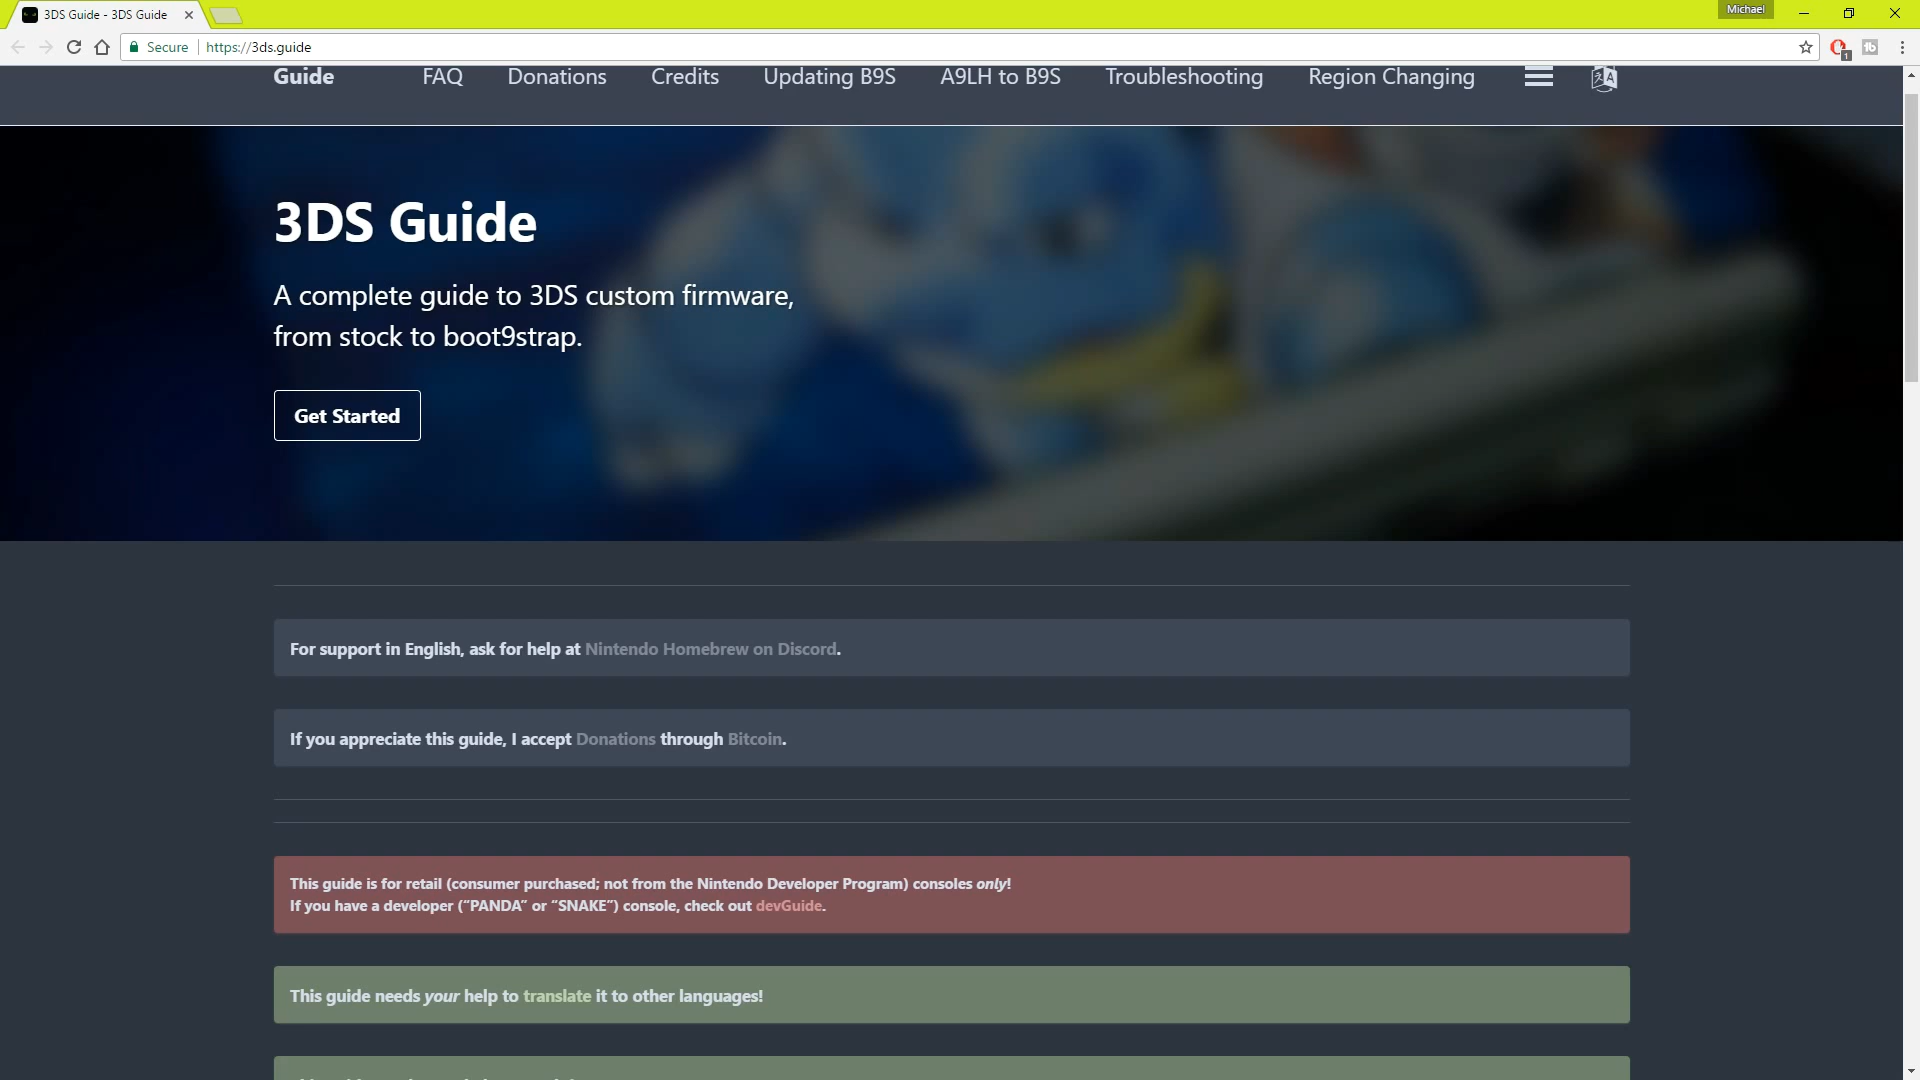 3DS Guide - 3DS Guide
Michael
Secure
https://3ds.guide
1
Guide
FAQ
Donations
Credits
Updating B9S
A9LH to B9S
Troubleshooting
Region Changing
3DS Guide
A complete guide to 3DS custom firmware,
from stock to boot9strap.
Get Started
For support in English, ask for help at Nintendo Homebrew on Discord.
If you appreciate this guide, I accept Donations through Bitcoin.
This guide is for retail (consumer purchased; not from the Nintendo Developer Program) consoles only!
If you have a developer (“PANDA” or “SNAKE”) console, check out devGuide.
This guide needs your help to translate it to other languages!